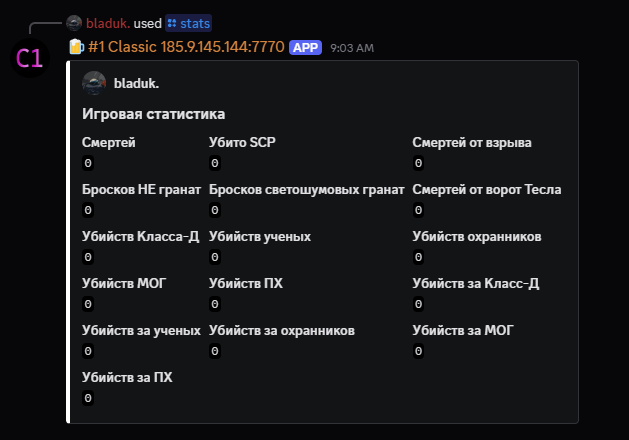 bladuk. used stats
C1 #1 Classic 185.9.145.144:7770 APP 9:03 AM
bladuk.
Игровая статистика
Смертей Убито SCP Смертей от взрыва
0 0 0
Бросков НЕ гранат Бросков светошумовых гранат Смертей от ворот Тесла
0 0 0
Убийств Класса-Д Убийств ученых Убийств охранников
0 0 0
Убийств МОГ Убийств ПХ Убийств за Класс-Д
0 0 0
Убийств за ученых Убийств за охранников Убийств за МОГ
0 0 0
Убийств за ПХ
0